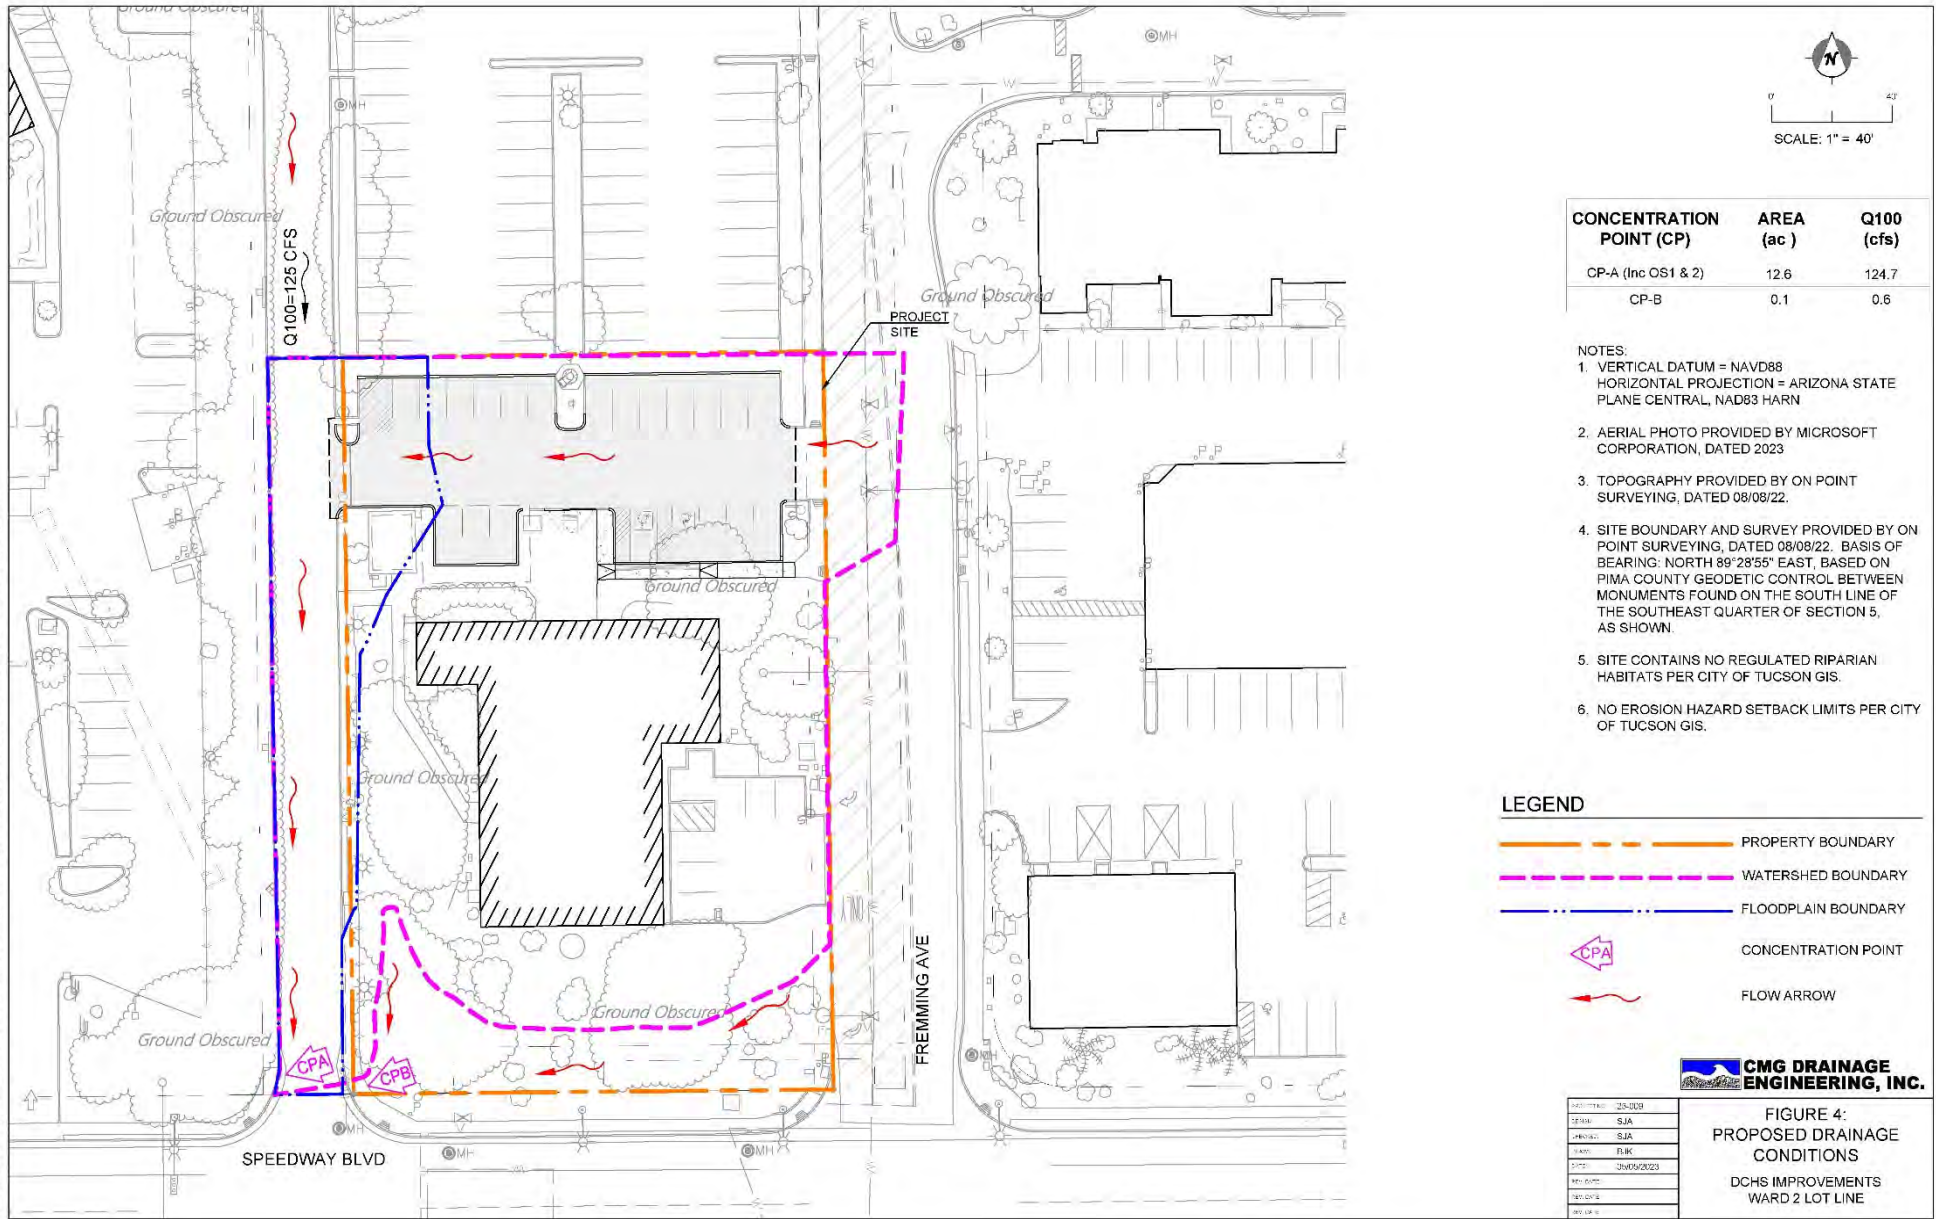 Ground Obscured
MH
MH
N
0'
40'
SCALE: 1" = 40'
Ground Obscured
Q100=125 CFS
CONCENTRATION POINT (CP)
AREA (ac )
Q100 (cfs)
CP-A (Inc OS1 & 2) 12.6 124.7
CP-B 0.1 0.6
Ground Obscured
PROJECT
SITE
NOTES:
1. VERTICAL DATUM = NAVD88
HORIZONTAL PROJECTION = ARIZONA STATE
PLANE CENTRAL, NAD83 HARN
2. AERIAL PHOTO PROVIDED BY MICROSOFT
CORPORATION, DATED 2023
3. TOPOGRAPHY PROVIDED BY ON POINT
SURVEYING, DATED 08/08/22.
4. SITE BOUNDARY AND SURVEY PROVIDED BY ON
POINT SURVEYING, DATED 08/08/22. BASIS OF
BEARING: NORTH 89°28'55" EAST, BASED ON
PIMA COUNTY GEODETIC CONTROL BETWEEN
MONUMENTS FOUND ON THE SOUTH LINE OF
THE SOUTHEAST QUARTER OF SECTION 5,
AS SHOWN.
5. SITE CONTAINS NO REGULATED RIPARIAN
HABITATS PER CITY OF TUCSON GIS.
6. NO EROSION HAZARD SETBACK LIMITS PER CITY
OF TUCSON GIS.
Ground Obscured
Ground Obscured
ONLY
LEGEND
PROPERTY BOUNDARY
WATERSHED BOUNDARY
FLOODPLAIN BOUNDARY
CPA
CONCENTRATION POINT
FLOW ARROW
FREMMING AVE
Ground Obscured
Ground Obscured
CPA
CPB
MH
MH
MH
MH
SPEEDWAY BLVD
CMG DRAINAGE
ENGINEERING, INC.
SJA
SJA
FIGURE 4:
PROPOSED DRAINAGE
CONDITIONS
DCHS IMPROVEMENTS
WARD 2 LOT LINE